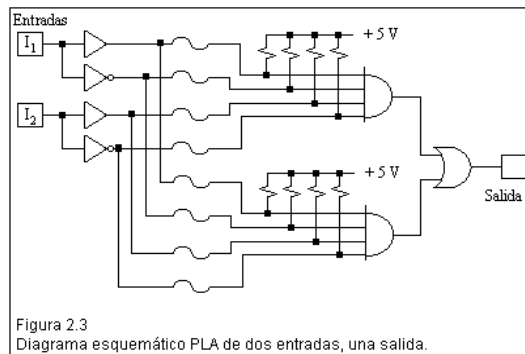 Entradas
I1
+5 V
I2
+5 V
Salida
Figura 2.3
Diagrama esquemático PLA de dos entradas, una salida.